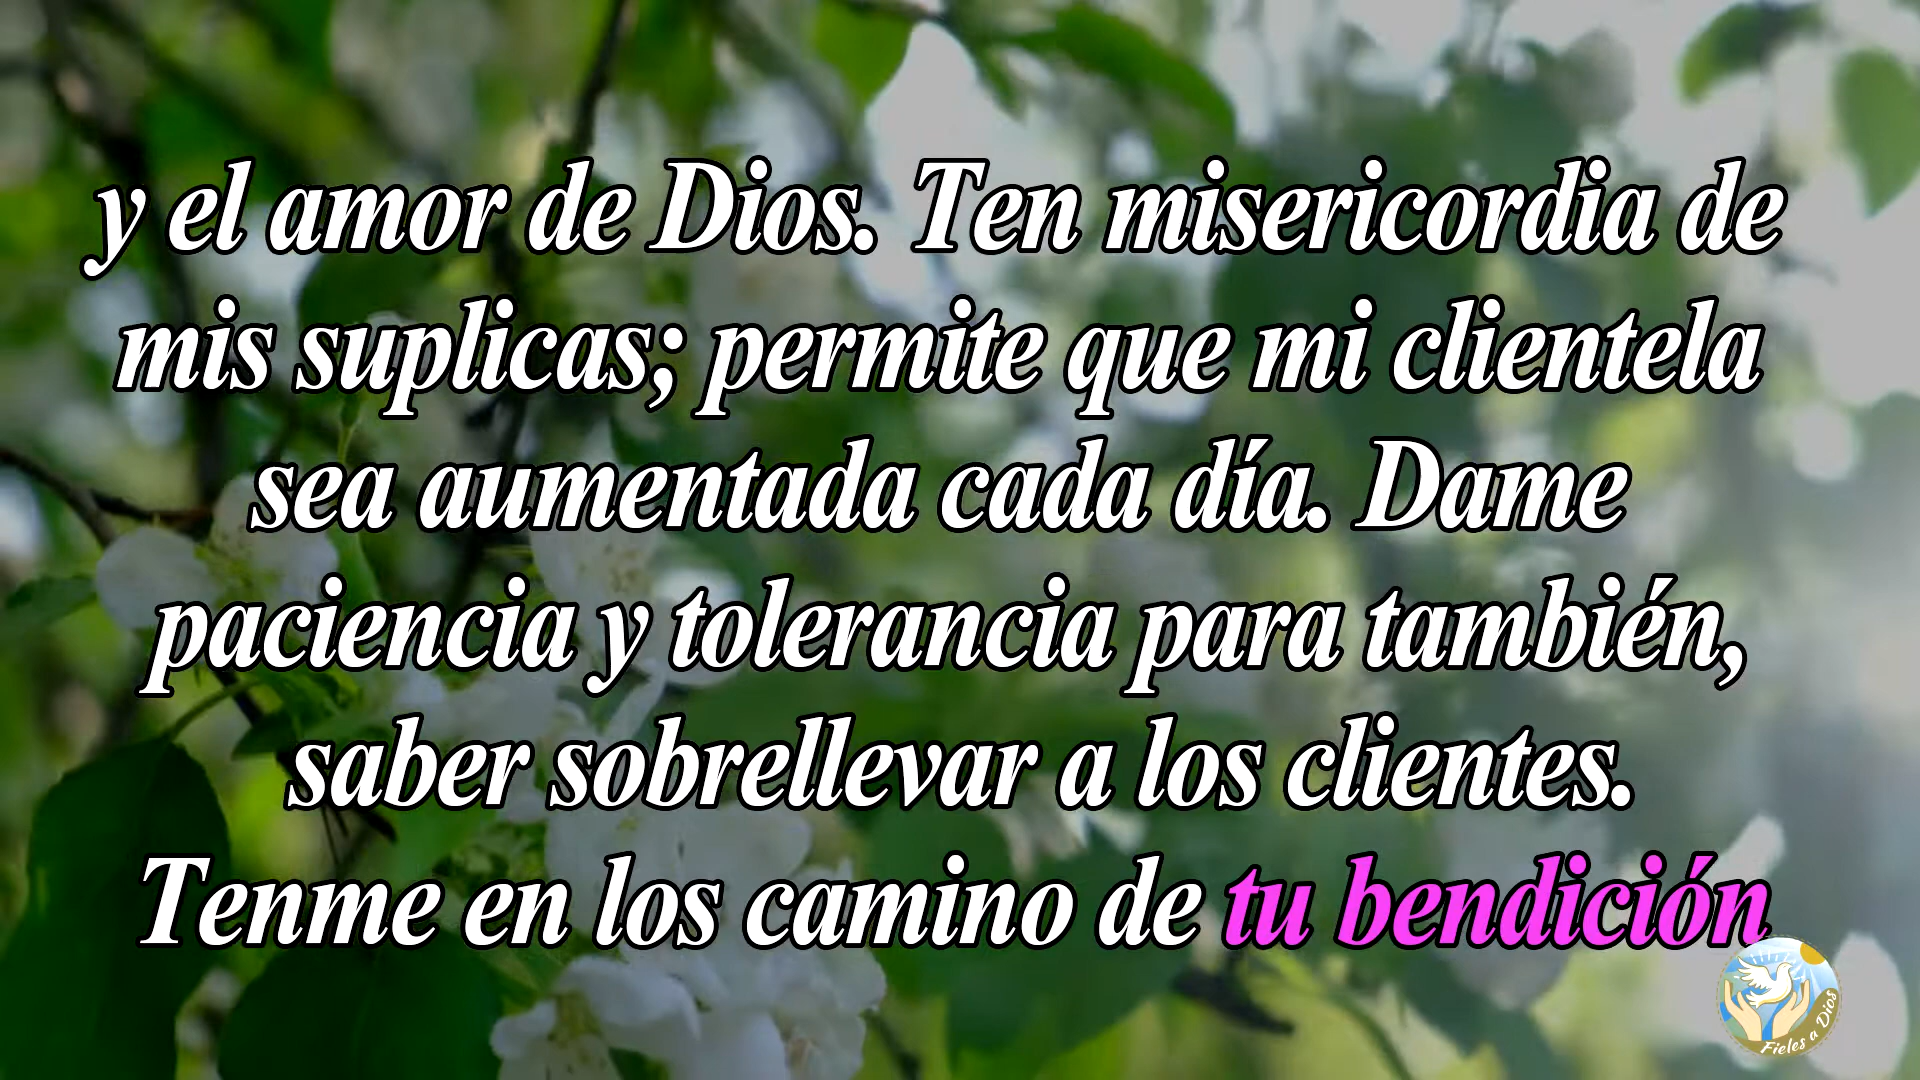 y el amor de Dios. Ten misericordia de
mis suplicas; permite que mi clientela
sea aumentada cada día. Dame
paciencia y tolerancia para también,
saber sobrellevar a los clientes.
Tenme en los camino de tu bendición
Fieles a Dios